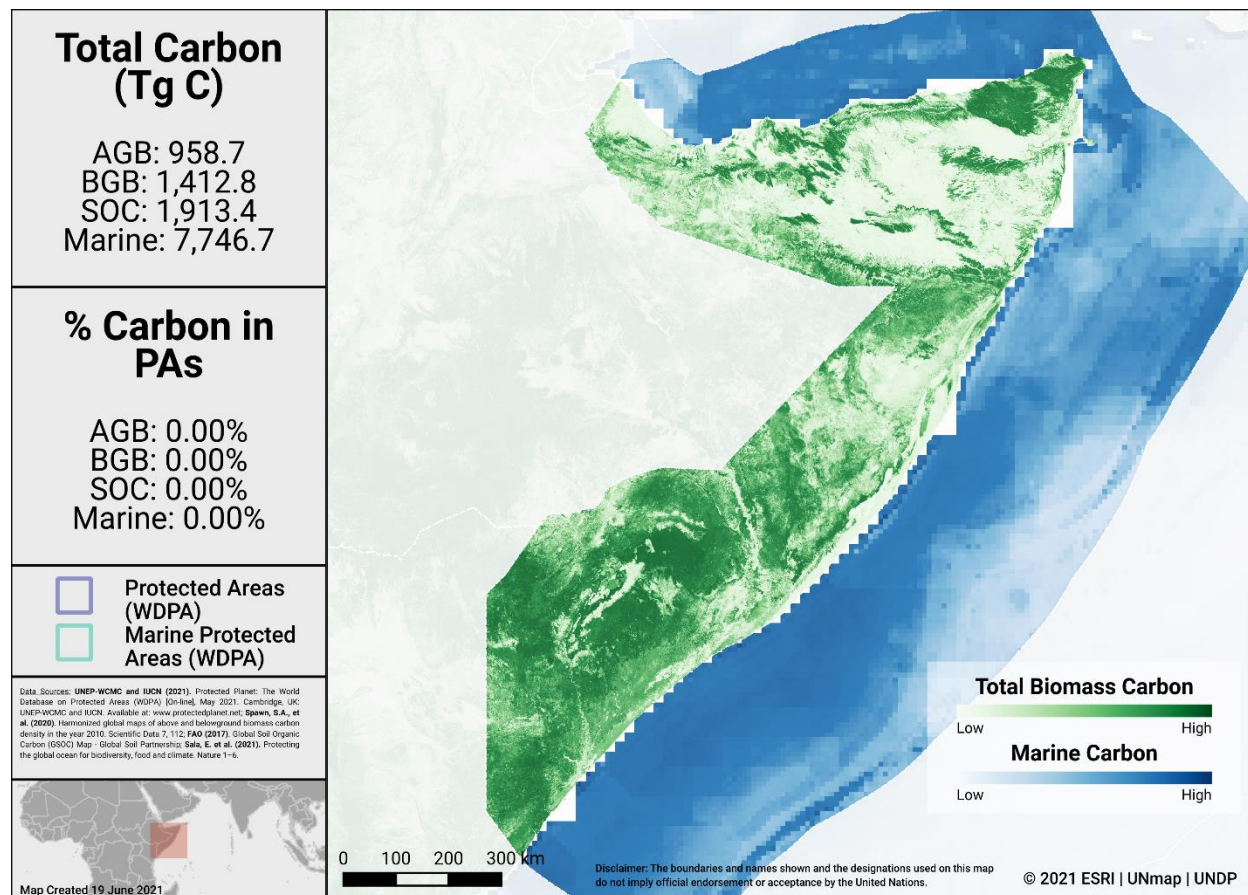 Total Carbon
(Tg C)
AGB: 958.7
BGB: 1,412.8
SOC: 1,913.4
Marine: 7,746.7
% Carbon in
PAs
AGB: 0.00%
BGB: 0.00%
SOC: 0.00%
Marine: 0.00%
Protected Areas
(WDPA)
Marine Protected
Areas (WDPA)
Data Sources: UNEP-WCMC and IUCN (2021). Protected Planet: The World
Database on Protected Areas (WDPA) [On-line], May 2021. Cambridge, UK:
UNEP-WCMC and IUCN. Available at: www.protectedplanet.net; Spawn, S.A., et
al. (2020). Harmonized global maps of above and belowground biomass carbon
density in the year 2010. Scientific Data 7, 112; FAO (2017). Global Soil Organic
Carbon (GSOC) Map - Global Soil Partnership; Sala, E. et al. (2021). Protecting
the global ocean for biodiversity, food and climate. Nature 1–6.
Map Created 19 June 2021
0 100 200 300 km
Total Biomass Carbon
Low High
Marine Carbon
Low High
Disclaimer: The boundaries and names shown and the designations used on this map
do not imply official endorsement or acceptance by the United Nations.
© 2021 ESRI | UNmap | UNDP